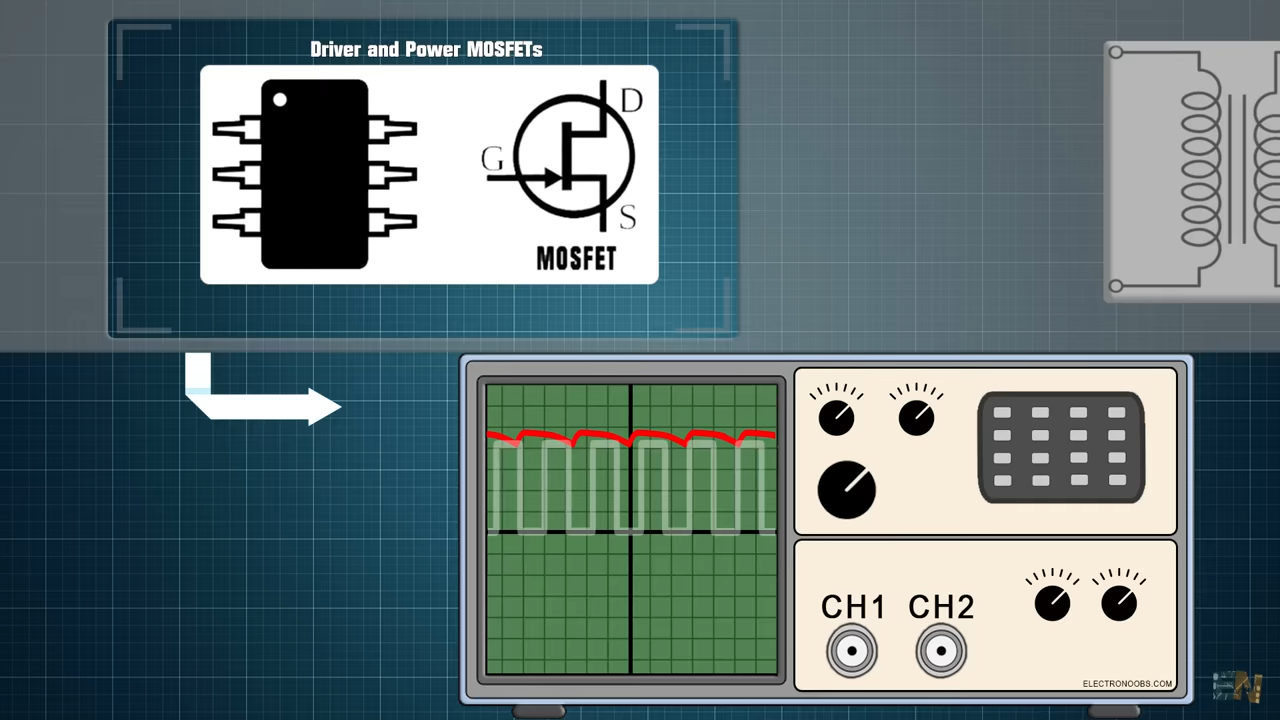 Driver and Power MOSFETs
D
G
S
MOSFET
CH1 CH2
ELECTRONOOBS.COM